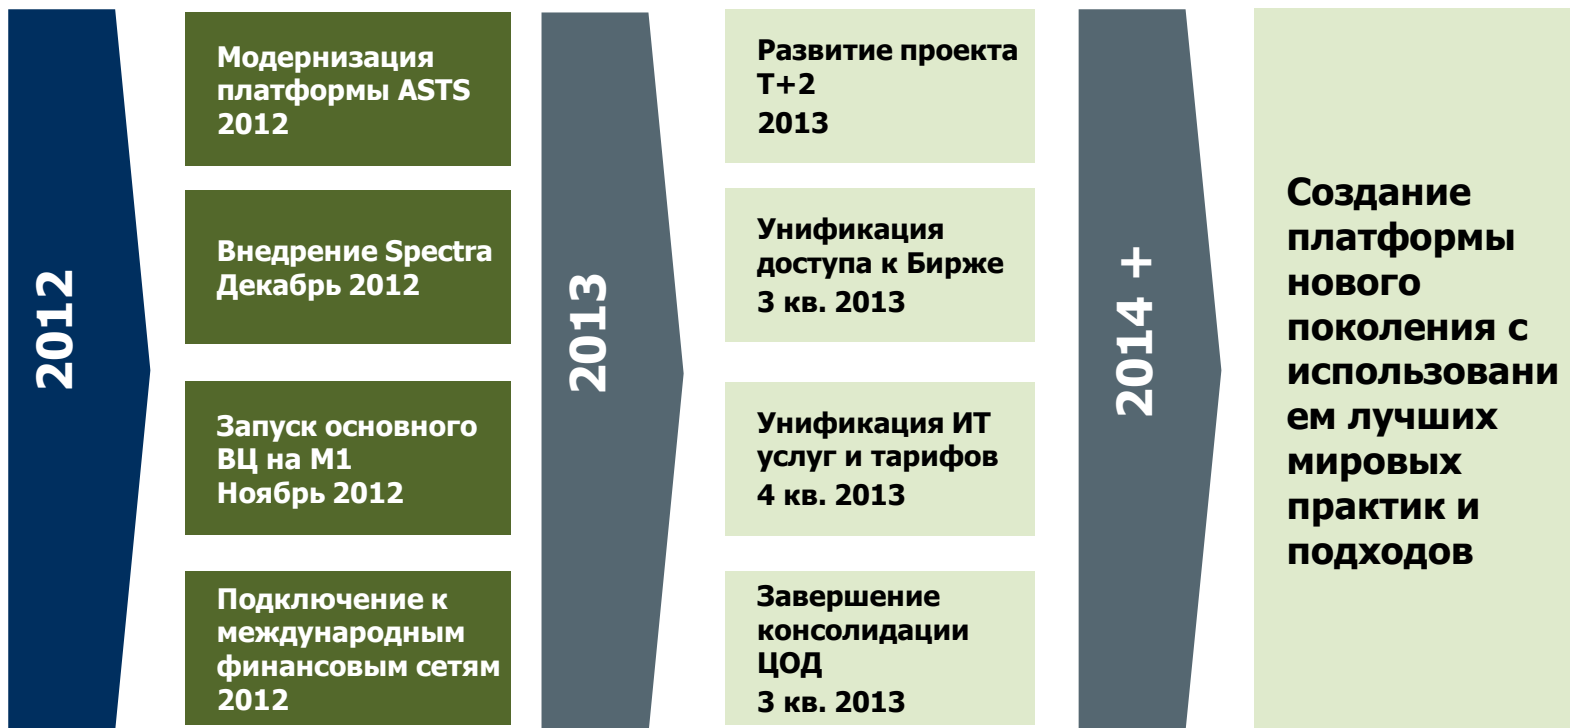 2012
Модернизация
платформы ASTS
2012
Внедрение Spectra
Декабрь 2012
Запуск основного
ВЦ на М1
Ноябрь 2012
Подключение к
международным
финансовым сетям
2012
2013
Развитие проекта
Т+2
2013
Унификация
доступа к Бирже
3 кв. 2013
Унификация ИТ
услуг и тарифов
4 кв. 2013
Завершение
консолидации
ЦОД
3 кв. 2013
2014 +
Создание
платформы
нового
поколения с
использовани
ем лучших
мировых
практик и
подходов